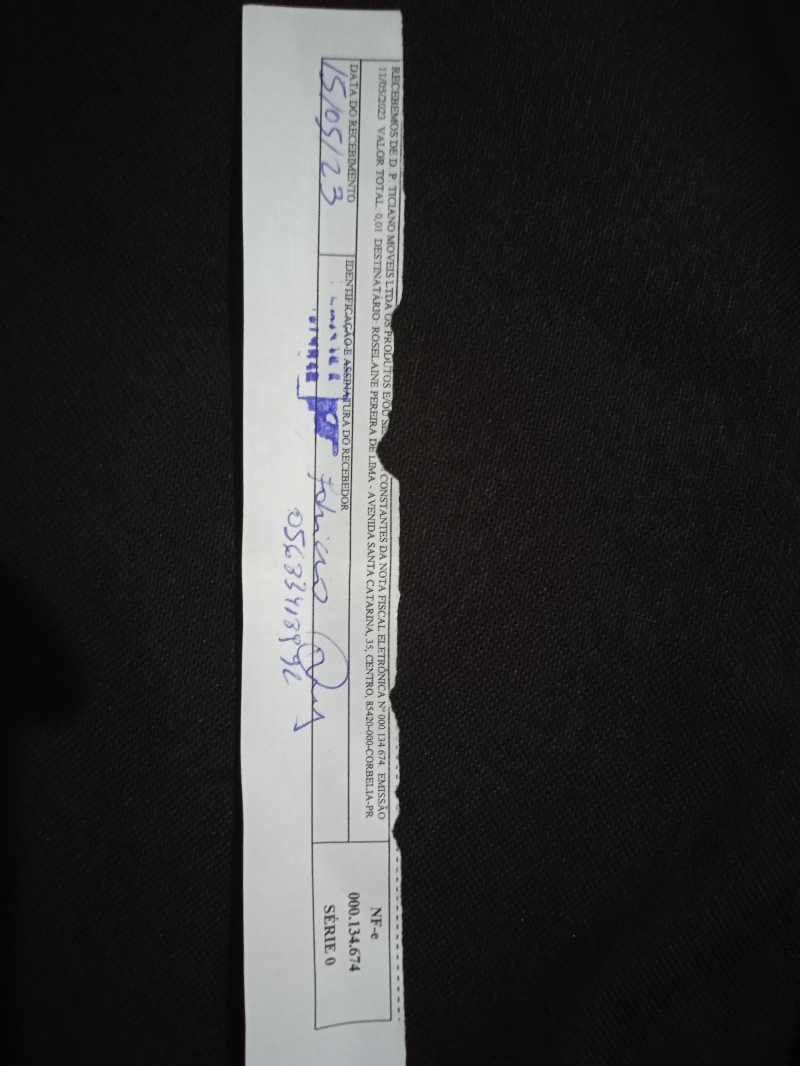 RECEBEMOS DE D P TICIANO MOVEIS LTDA OS PRODUTOS E/OU CONSTANTES DA NOTA FISCAL ELETRÔNICA Nº 000.134.674 EMISSÃO
11/05/2023 VALOR TOTAL: 0,01 DESTINATÁRIO: ROSELAINE PEREIRA DE LIMA - AVENIDA SANTA CATARINA, 35, CENTRO, 85420-000-CORBELIA-PR
DATA DO RECEBIMENTO
15/05/23
IDENTIFICAÇÃO E ASSINATURA DO RECEBEDOR
NF-e
000.134.674
SÉRIE 0